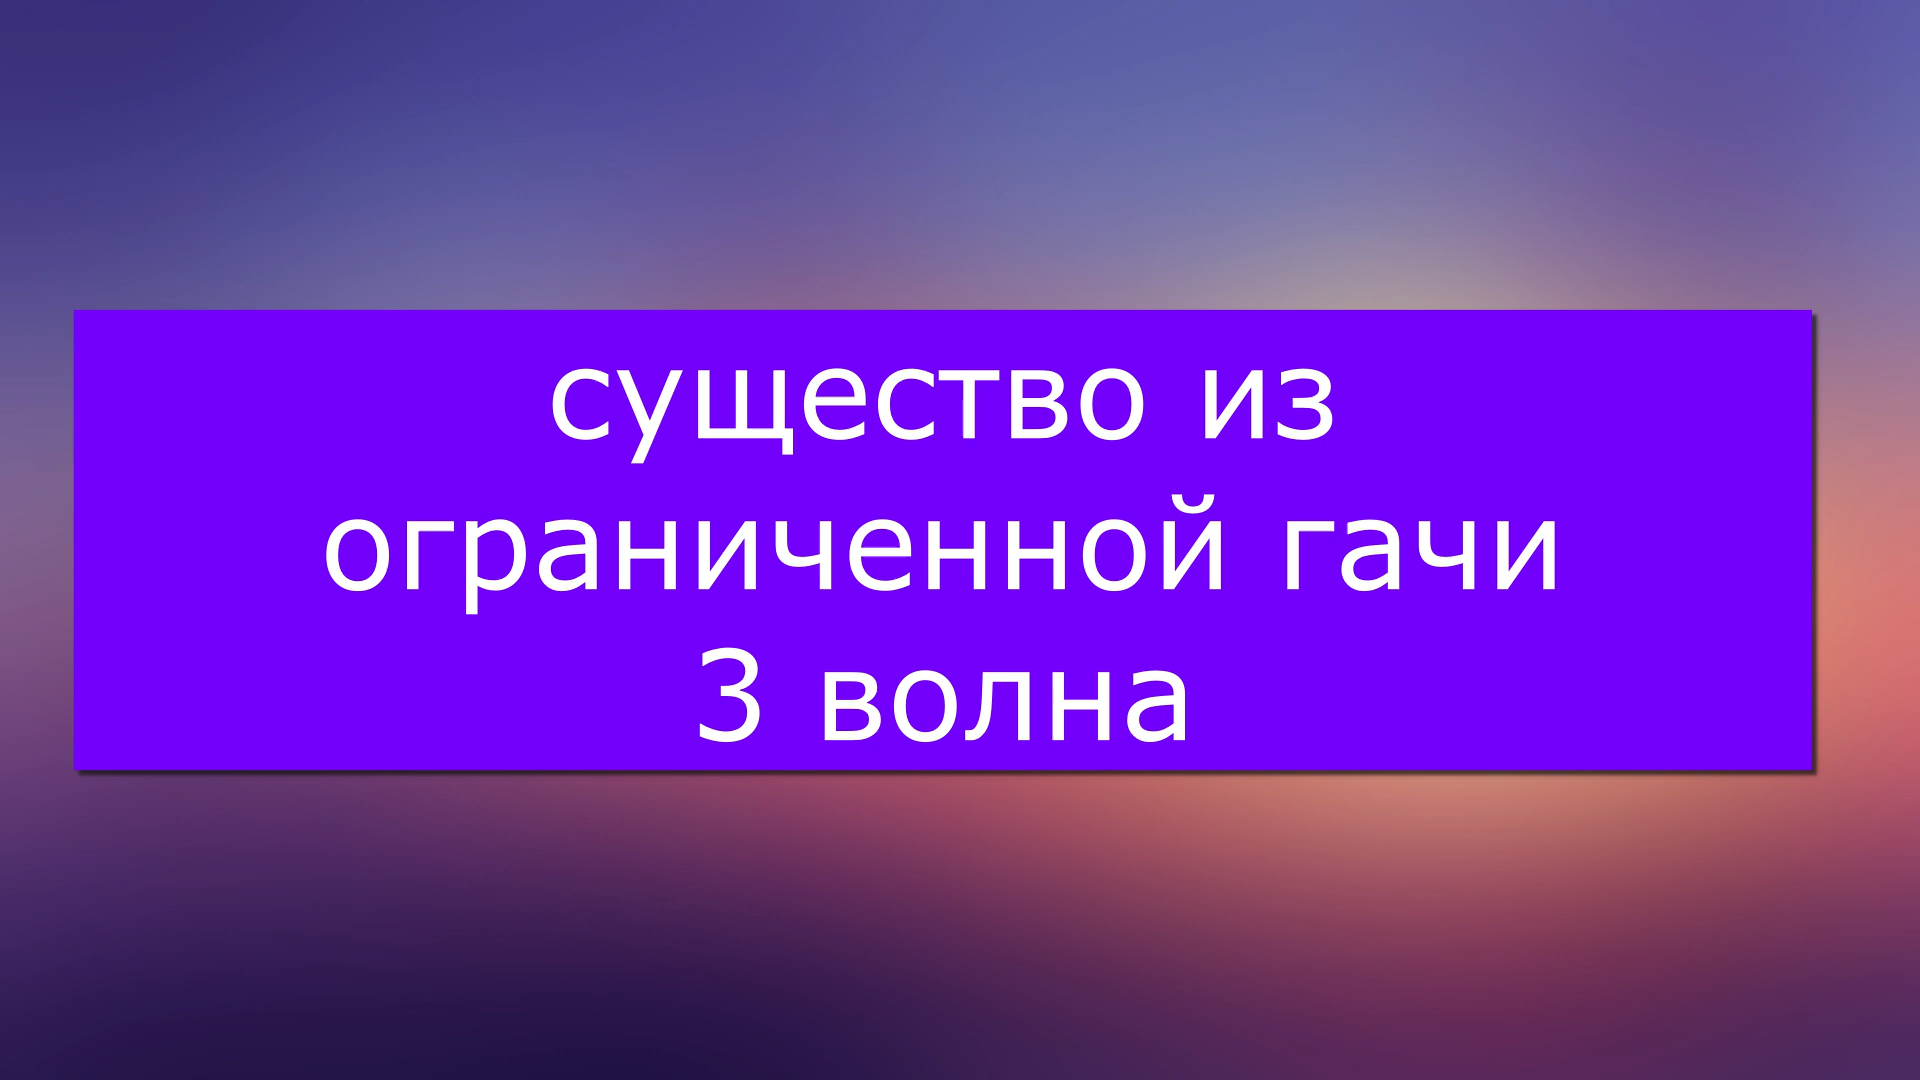 существо из
ограниченной гачи
3 волна